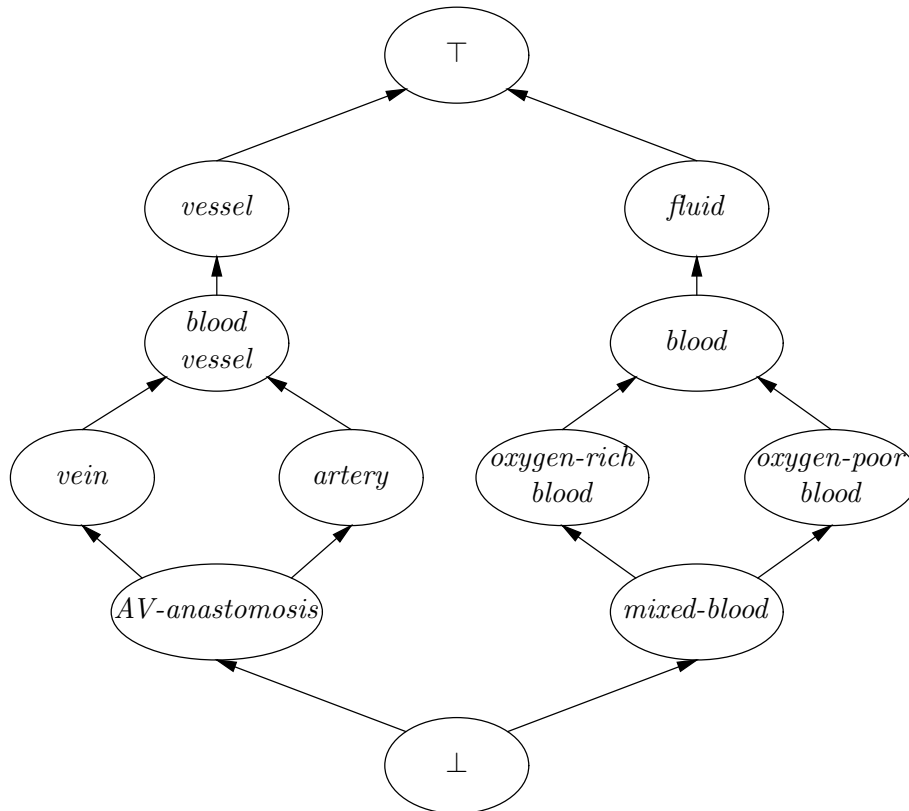 ⊤
vessel
fluid
blood
vessel
blood
vein
artery
oxygen-rich
blood
oxygen-poor
blood
AV-anastomosis
mixed-blood
⊥